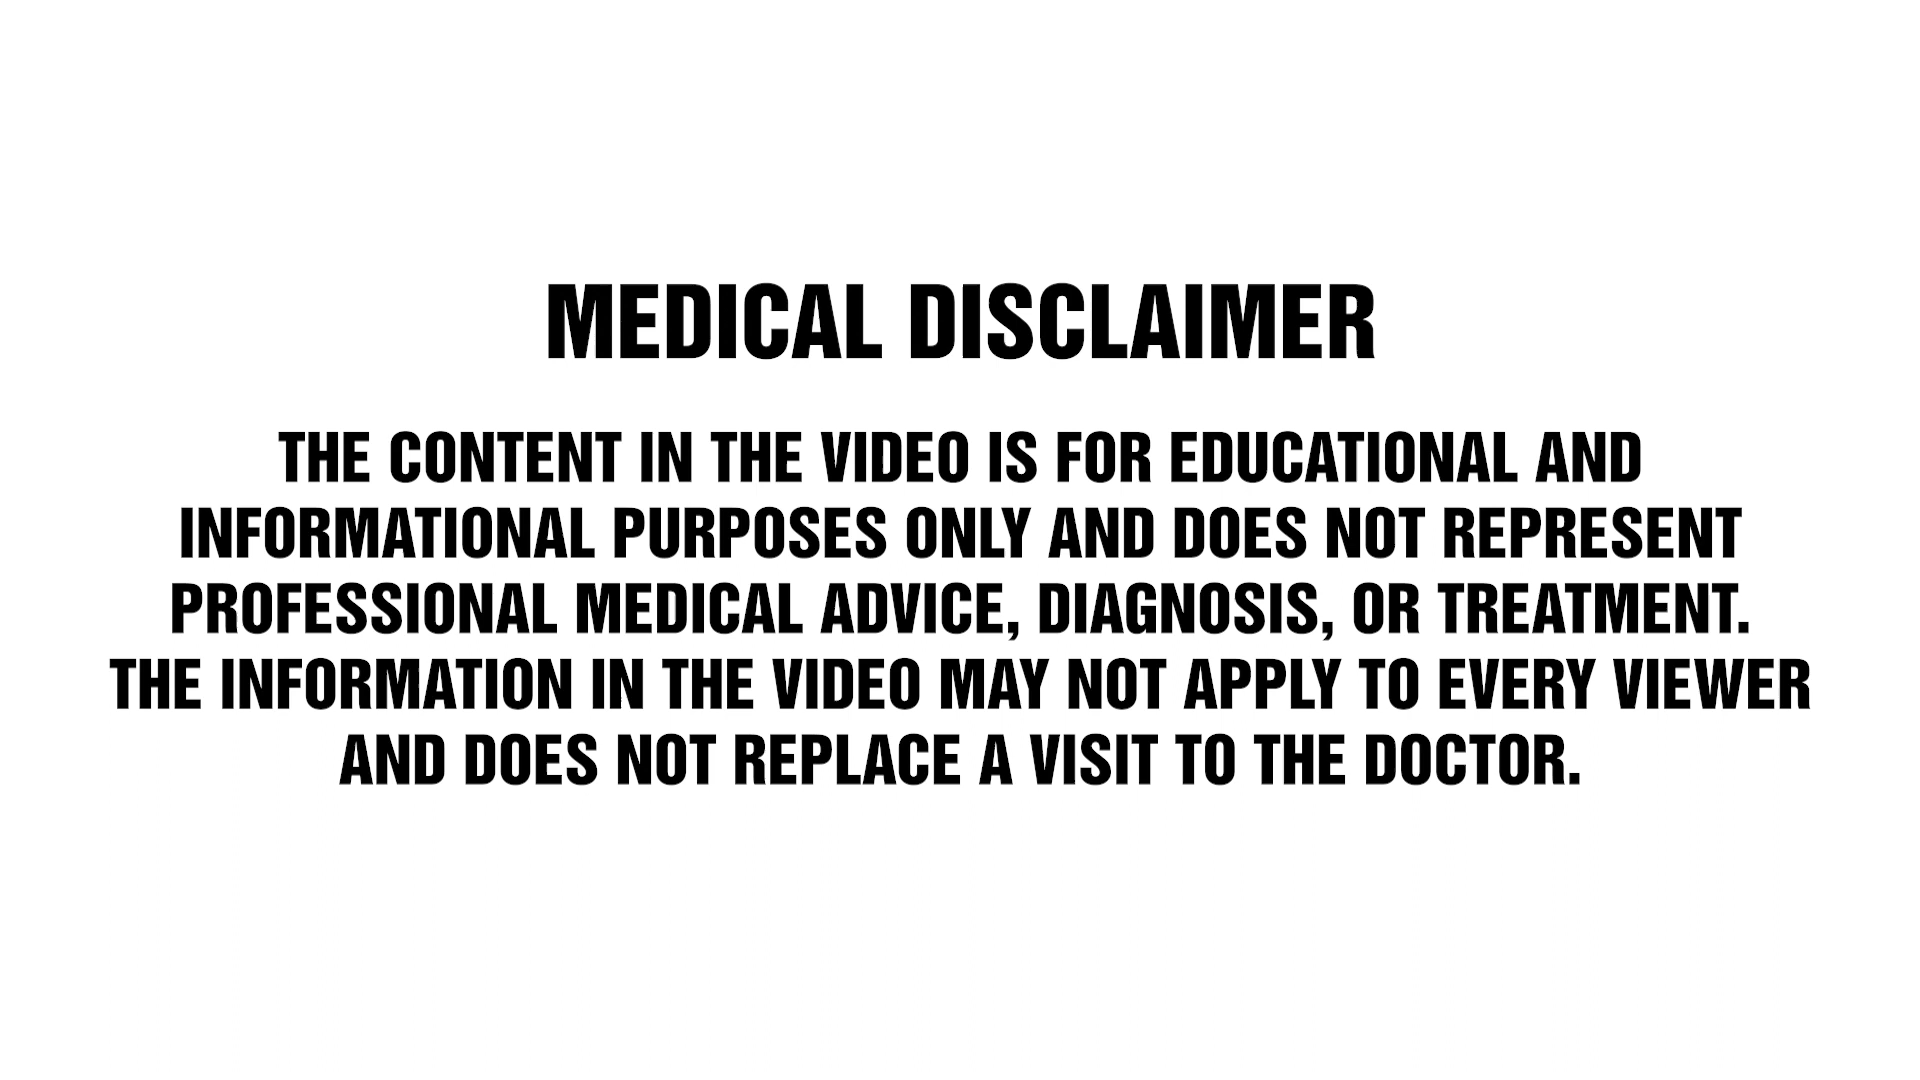 MEDICAL DISCLAIMER
THE CONTENT IN THE VIDEO IS FOR EDUCATIONAL AND
INFORMATIONAL PURPOSES ONLY AND DOES NOT REPRESENT
PROFESSIONAL MEDICAL ADVICE, DIAGNOSIS, OR TREATMENT.
THE INFORMATION IN THE VIDEO MAY NOT APPLY TO EVERY VIEWER
AND DOES NOT REPLACE A VISIT TO THE DOCTOR.